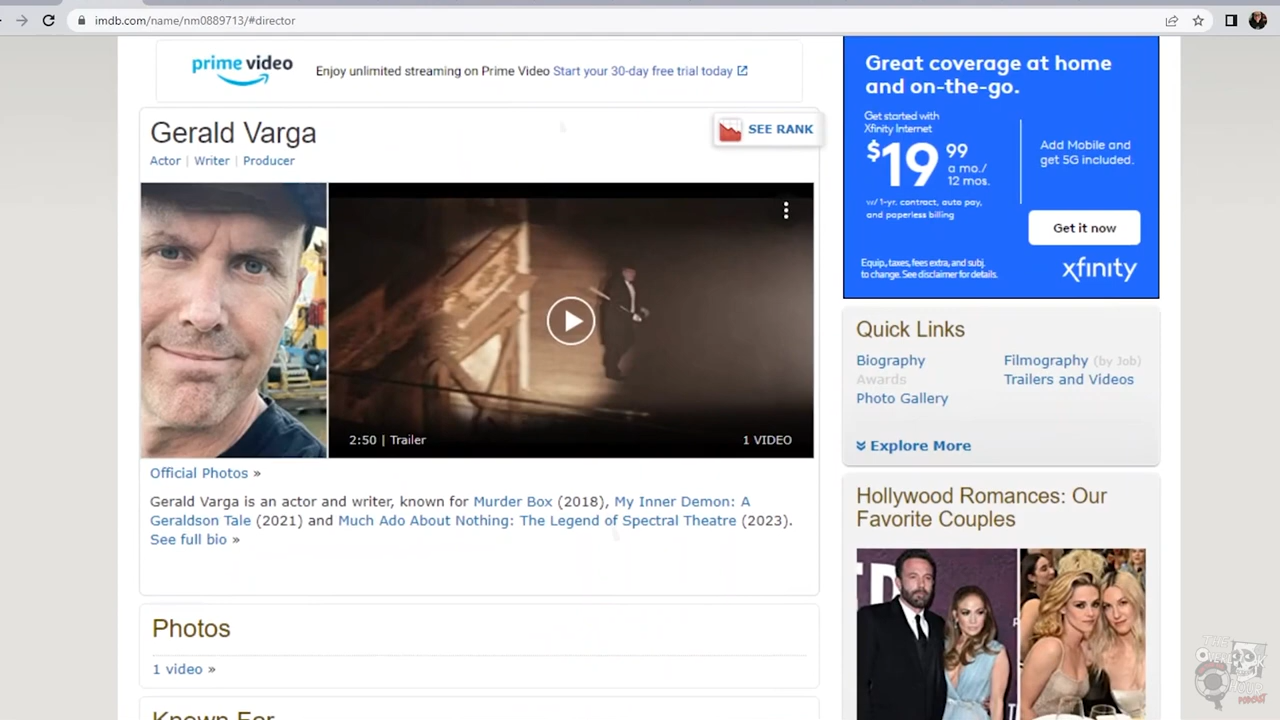 imdb.com/name/nm0889713/#director
prime video
Enjoy unlimited streaming on Prime Video Start your 30-day free trial today
Gerald Varga
SEE RANK
Actor | Writer | Producer
2:50 | Trailer
1 VIDEO
Official Photos »
Gerald Varga is an actor and writer, known for Murder Box (2018), My Inner Demon: A
Geraldson Tale (2021) and Much Ado About Nothing: The Legend of Spectral Theatre (2023).
See full bio »
Photos
1 video »
Known For
Great coverage at home
and on-the-go.
Get started with
Xfinity Internet
$19 99
a mo./
12 mos.
w/ 1-yr. contract, auto pay,
and paperless billing
Add Mobile and
get 5G included.
Get it now
Equip., taxes, fees extra, and subj.
to change. See disclaimer for details.
xfinity
Quick Links
Biography
Awards
Photo Gallery
Filmography (by Job)
Trailers and Videos
Explore More
Hollywood Romances: Our
Favorite Couples
THE
OVERLOOK
HOUR
PODCAST